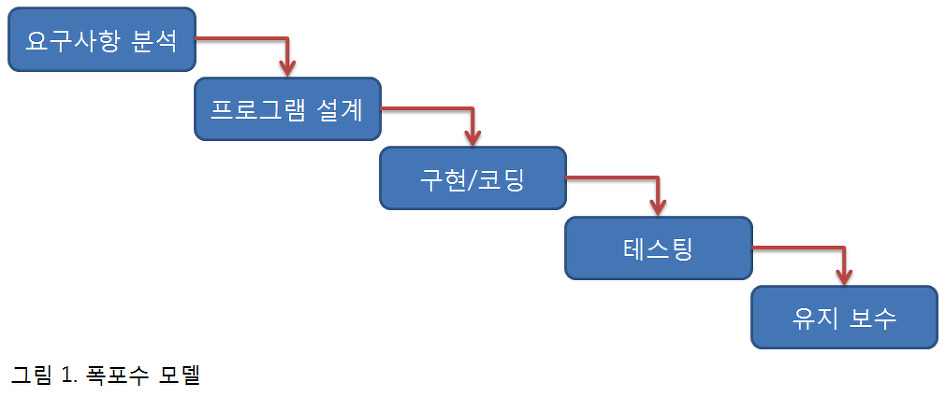 요구사항 분석
프로그램 설계
구현/코딩
테스팅
유지 보수
그림 1. 폭포수 모델